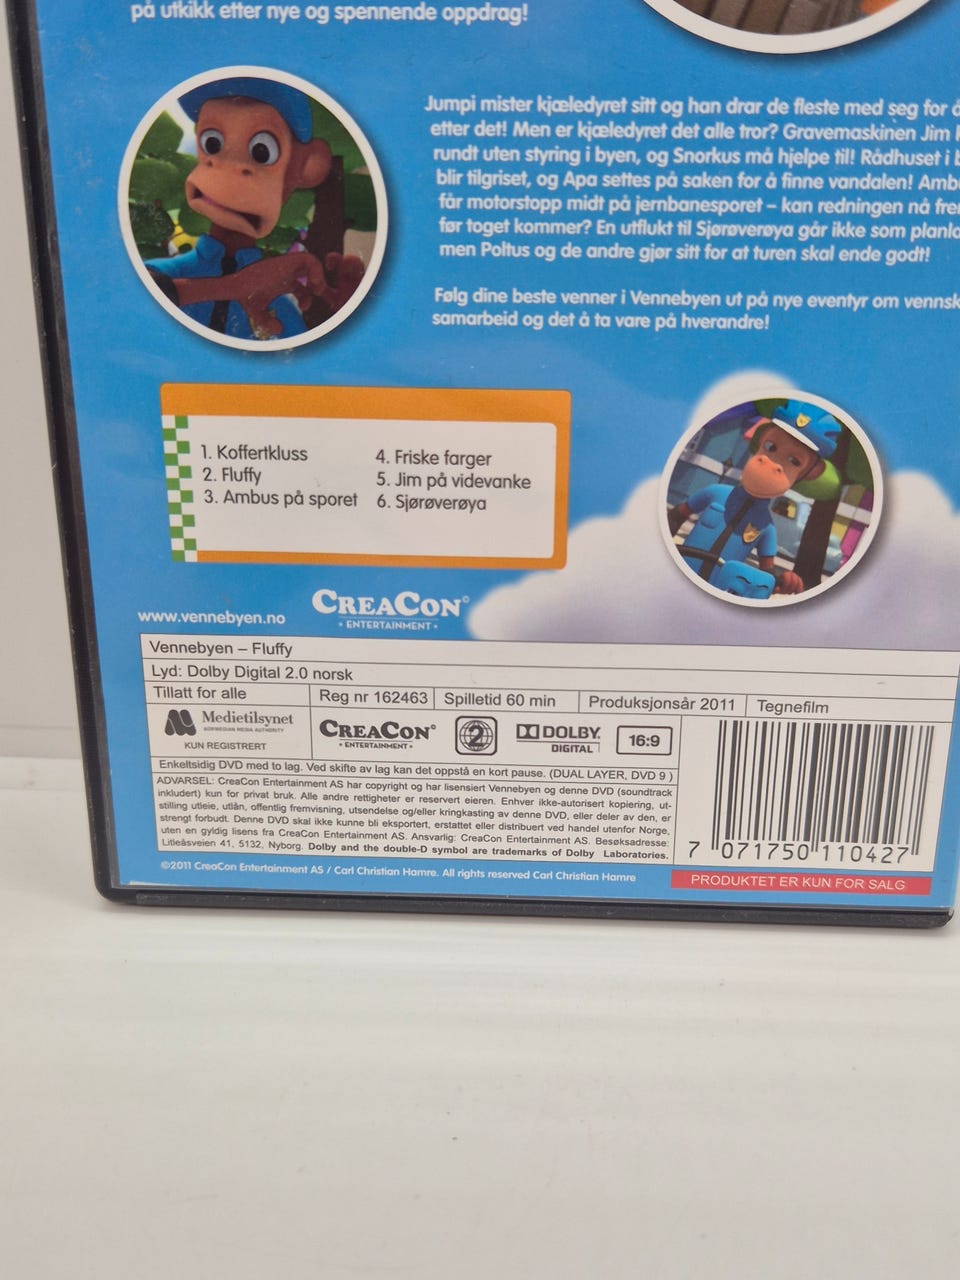 på utkikk etter nye og spennende oppdrag!
Jumpi mister kjæledyret sitt og han drar de fleste med seg for å
etter det! Men er kjæledyret det alle tror? Gravemaskinen Jim
rundt uten styring i byen, og Snorkus må hjelpe til! Rådhuset i
blir tilgriset, og Apa settes på saken for å finne vandalen! Amb
får motorstopp midt på jernbanesporet – kan redningen nå
før toget kommer? En utflukt til Sjørøverøya går ikke som
men Poltus og de andre gjør sitt for at turen skal ende godt!
Følg dine beste venner i Vennebyen ut på nye eventyr om vennsk
samarbeid og det å ta vare på hverandre!
1. Koffertkluss
2. Fluffy
3. Ambus på sporet
4. Friske farger
5. Jim på videvanke
6. Sjørøverøya
www.vennebyen.no
CREACON©
• ENTERTAINMENT •
Vennebyen – Fluffy
Lyd: Dolby Digital 2.0 norsk
Tillatt for alle
Reg nr 162463
Spilletid 60 min
Produksjonsår 2011
Tegnefilm
Medietilsynet
NORWEGIAN MEDIA AUTHORITY
KUN REGISTRERT
CREACON©
• ENTERTAINMENT •
2
DOLBY
DIGITAL
16:9
Enkeltsidig DVD med to lag. Ved skifte av lag kan det oppstå en kort pause. (DUAL LAYER, DVD 9 )
ADVARSEL: CreaCon Entertainment AS har copyright og har lisensiert Vennebyen og denne DVD (soundtrack
inkludert) kun for privat bruk. Alle andre rettigheter er reservert eieren. Enhver ikke-autorisert kopiering, ut-
stilling utleie, utlån, offentlig fremvisning, utsendelse og/eller kringkasting av denne DVD, eller deler av den, er
strengt forbudt. Denne DVD skal ikke kunne bli eksportert, erstattet eller distribuert ved handel utenfor Norge,
uten en gyldig lisens fra CreaCon Entertainment AS. Ansvarlig: CreaCon Entertainment AS. Besøksadresse:
Litleåsveien 41, 5132, Nyborg. Dolby and the double-D symbol are trademarks of Dolby Laboratories.
7 071750 110427
©2011 CreaCon Entertainment AS / Carl Christian Hamre. All rights reserved Carl Christian Hamre
PRODUKTET ER KUN FOR SALG